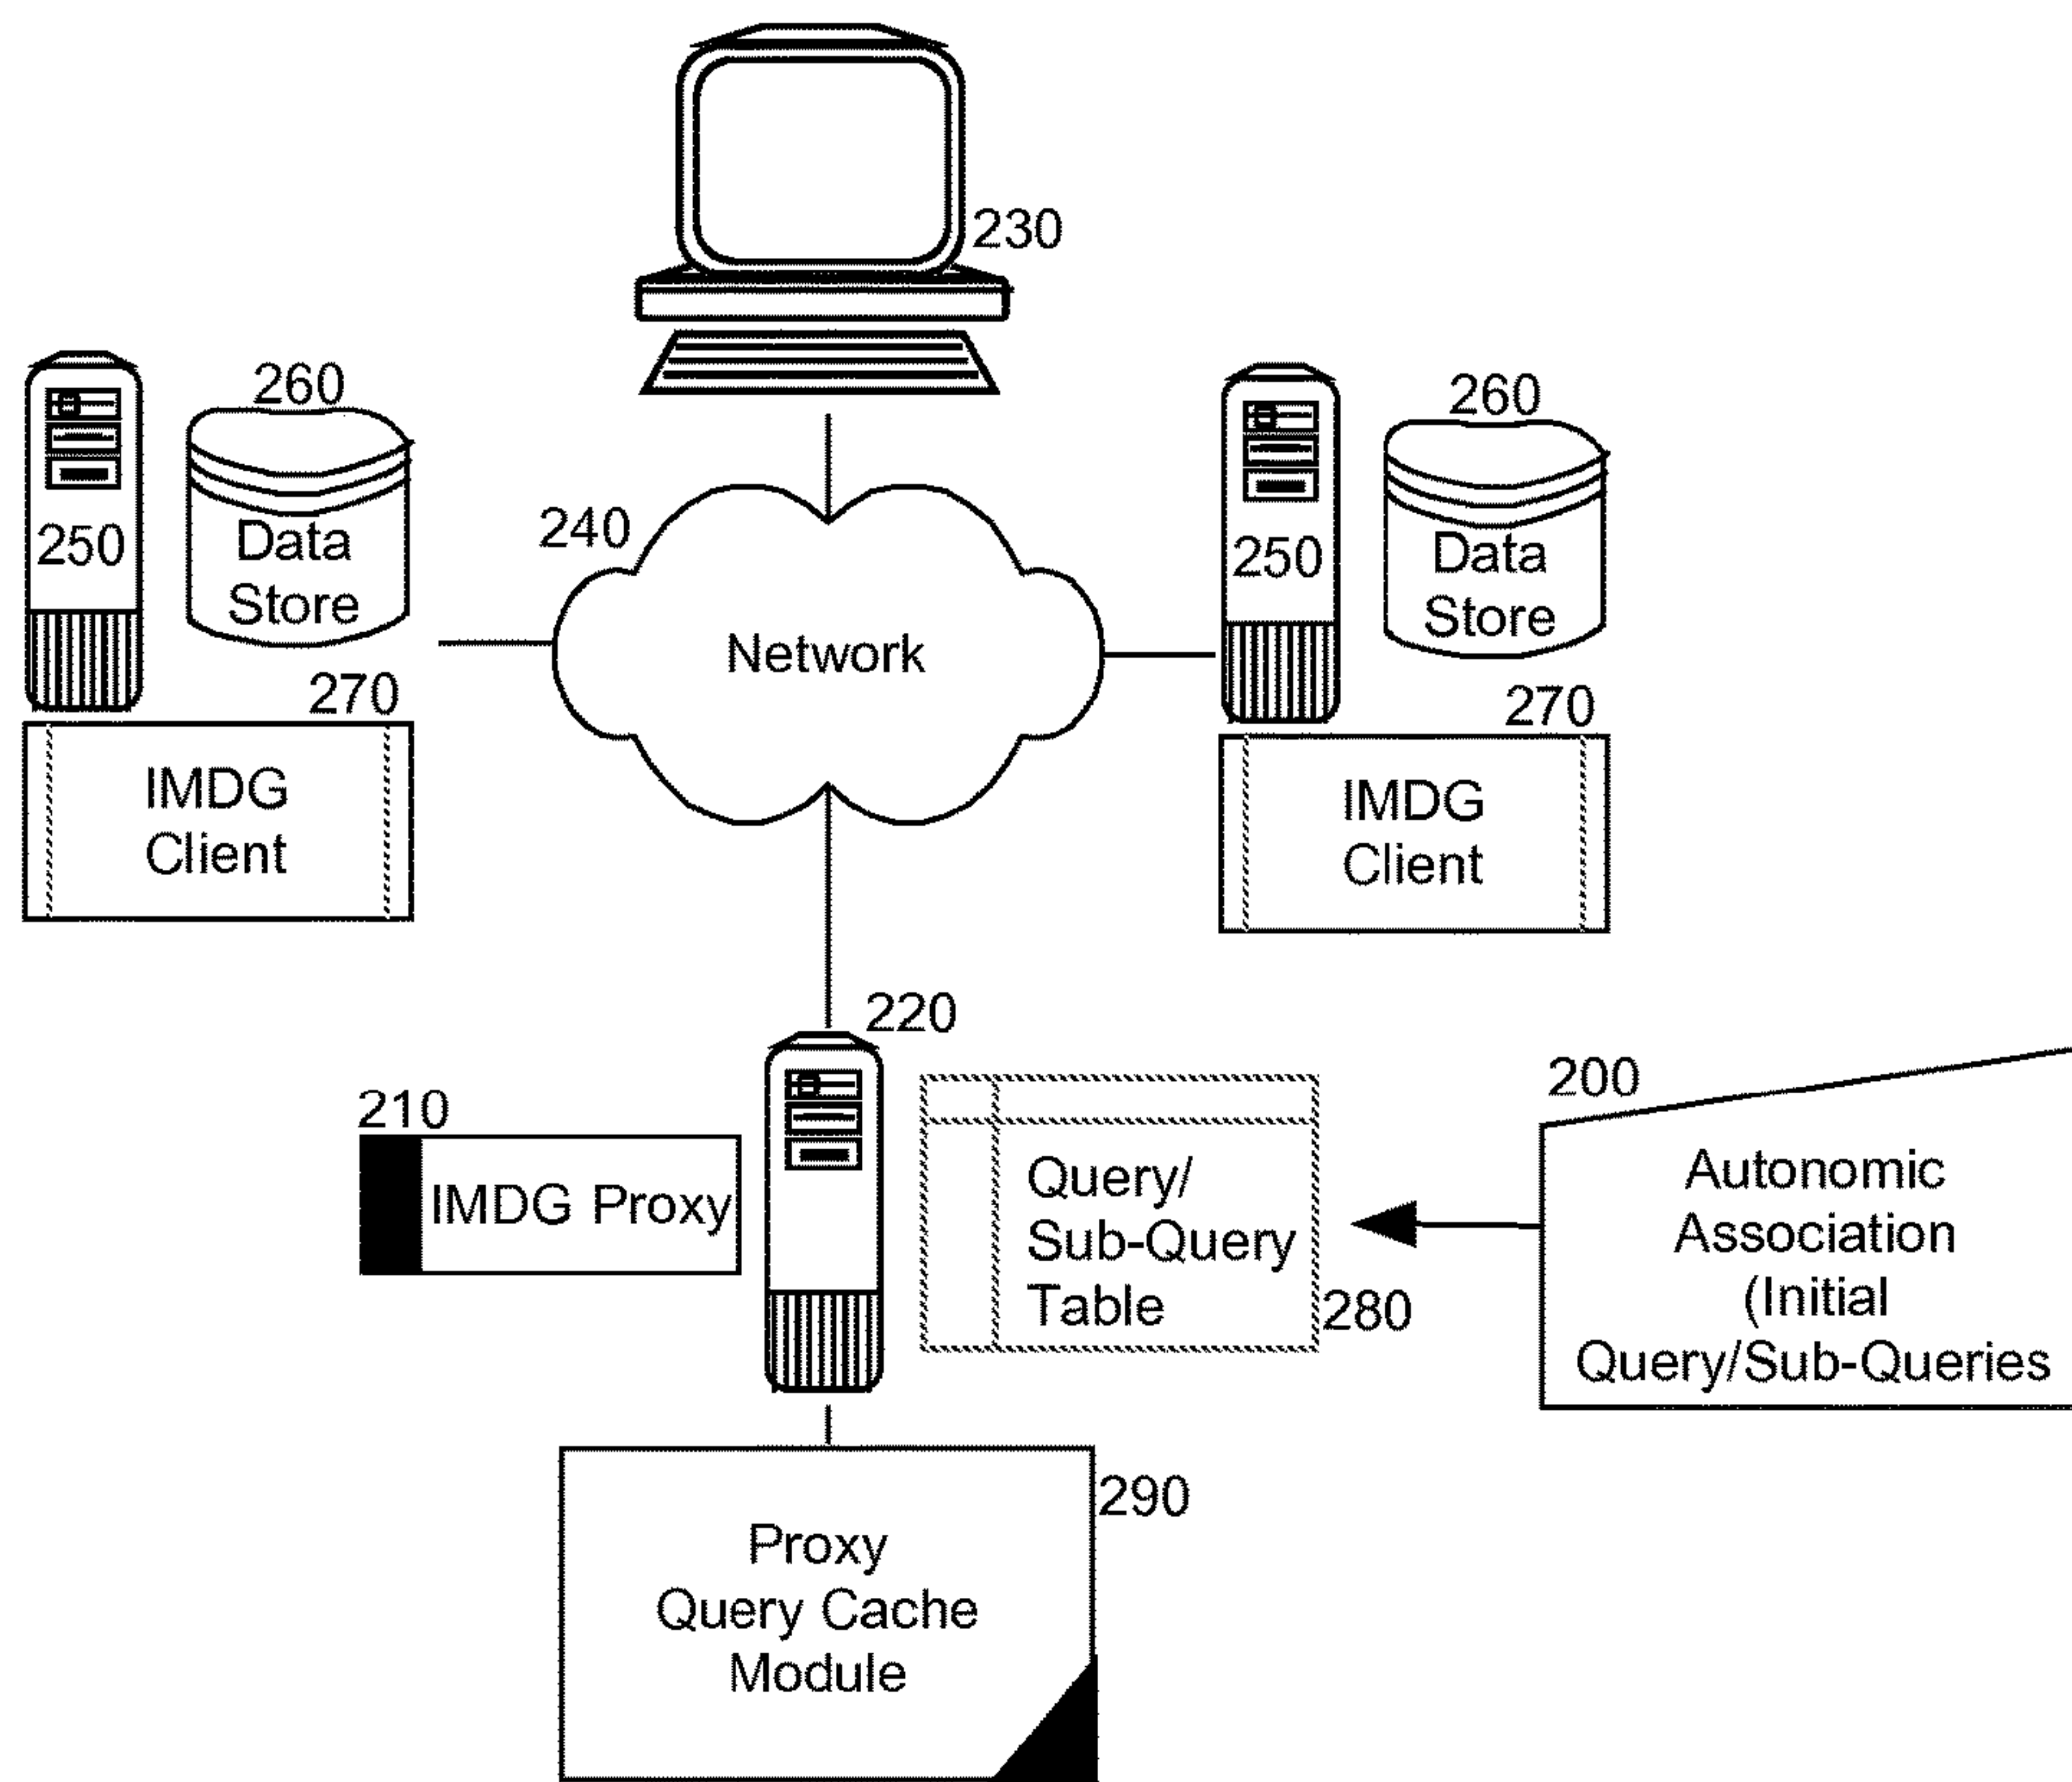 230
260
250
Data
Store
270
IMDG
Client
240
Network
260
250
Data
Store
270
IMDG
Client
220
210
IMDG Proxy
Query/
Sub-Query
Table
280
200
Autonomic
Association
(Initial
Query/Sub-Queries
290
Proxy
Query Cache
Module